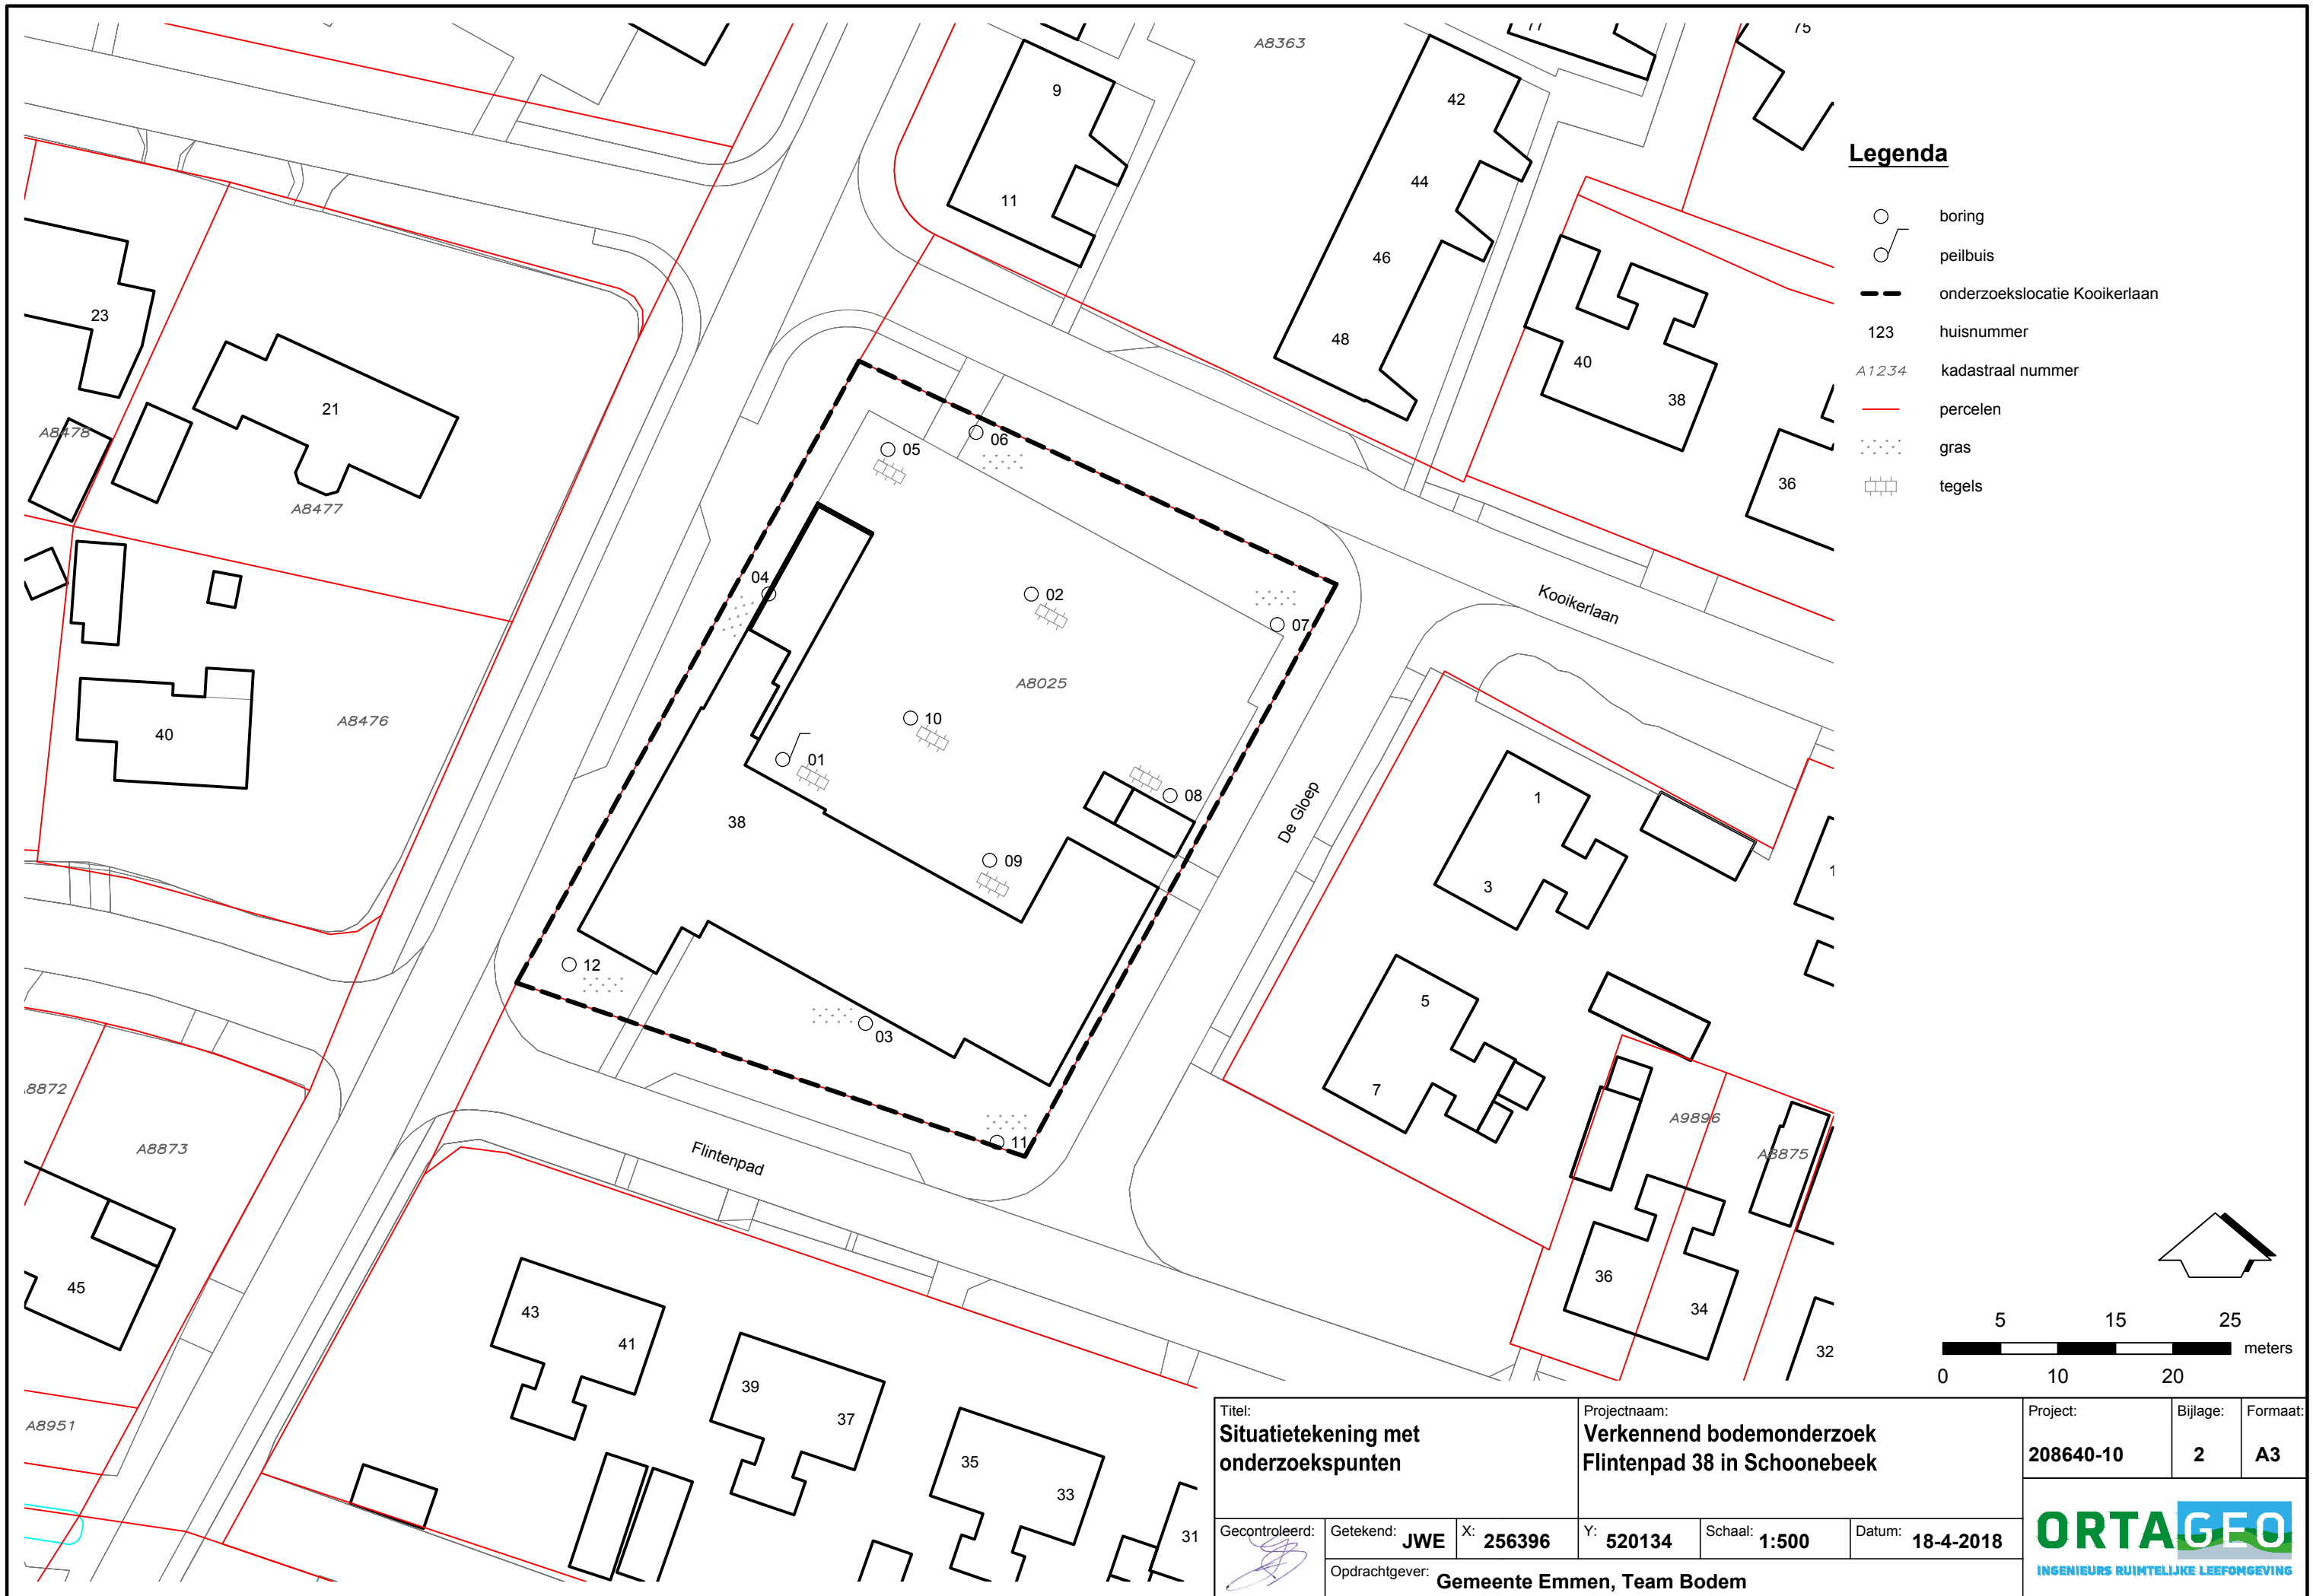 A8363
77
75
9
42
11
44
46
48
40
38
36
23
21
A8478
A8477
A8476
40
Legenda
boring
peilbuis
onderzoekslocatie Kooikerlaan
123 huisnummer
A1234 kadastraal nummer
percelen
gras
tegels
05
06
04
02
07
A8025
10
01
08
38
09
12
03
11
Kooikerlaan
De Gloep
Flintenpad
1
3
1
5
7
A9896
A8875
36
34
32
A8873
45
A8951
43
41
39
37
35
33
31
5 15 25
meters
0 10 20
Titel:
Situatietekening met
onderzoekspunten
Projectnaam:
Verkennend bodemonderzoek
Flintenpad 38 in Schoonebeek
Project:
208640-10
Bijlage:
2
Formaat:
A3
Gecontroleerd:
Getekend: JWE
X: 256396
Y: 520134
Schaal: 1:500
Datum: 18-4-2018
Opdrachtgever: Gemeente Emmen, Team Bodem
ORTAGEO
INGENIEURS RUIMTELIJKE LEEFOMGEVING